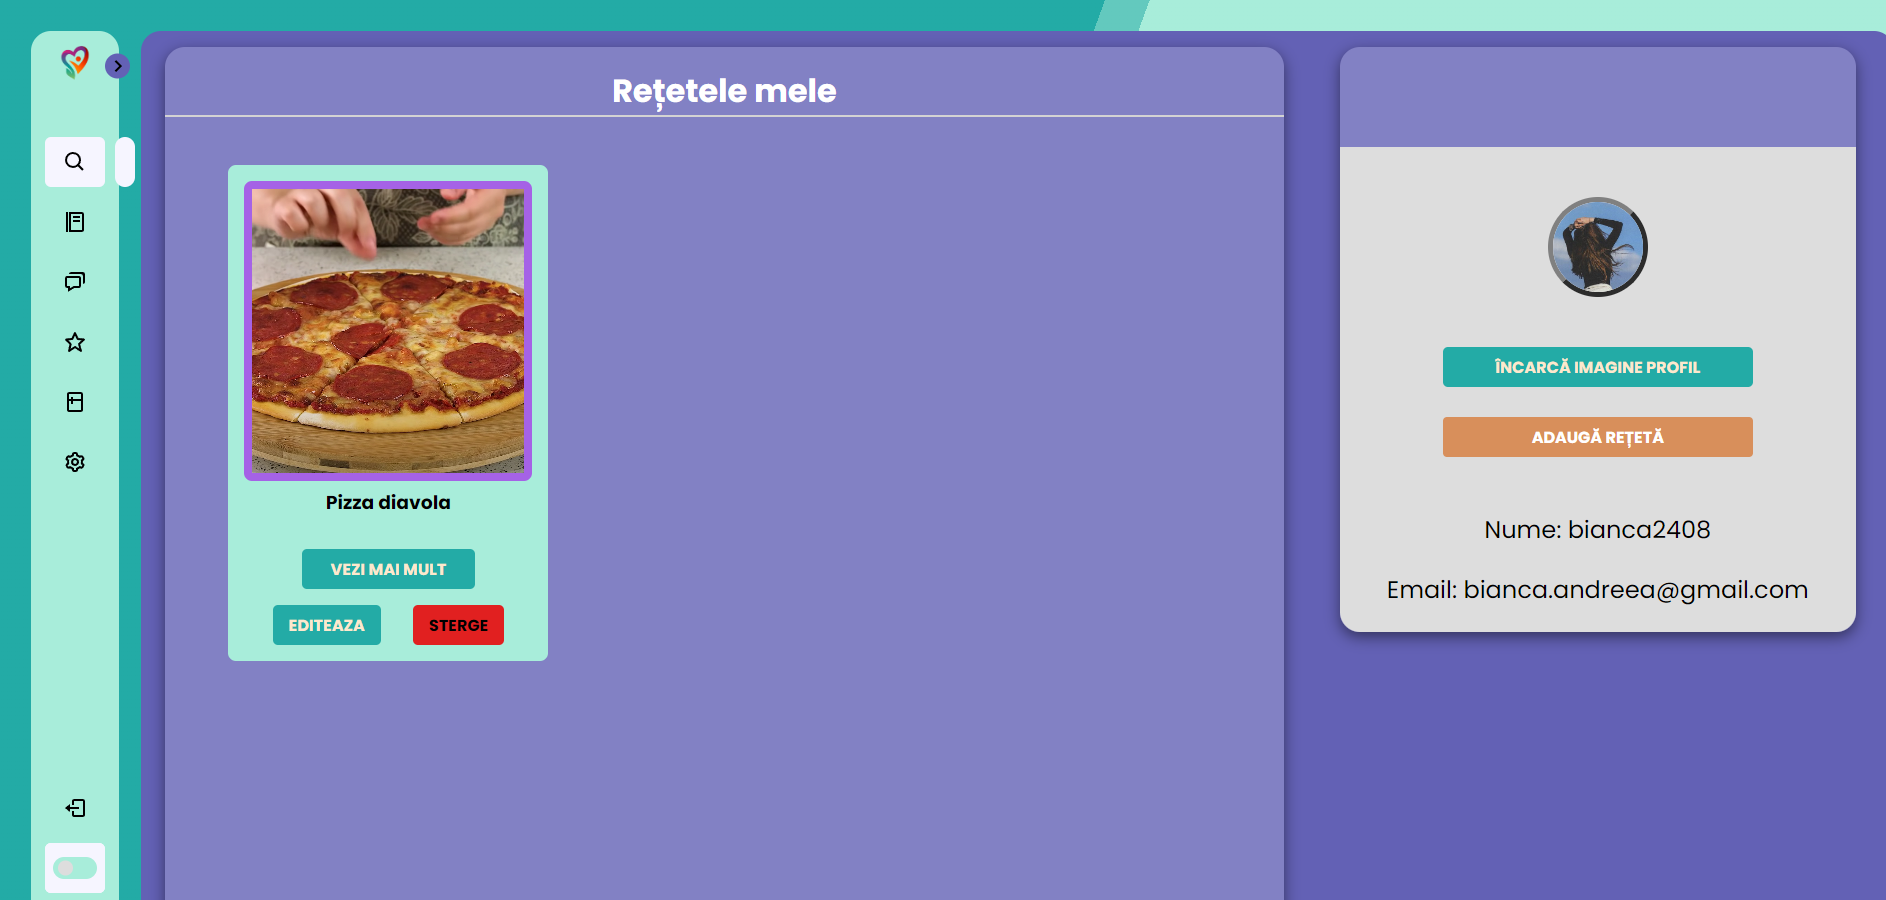 Rețetele mele
Pizza diavola
VEZI MAI MULT
EDITEAZA
STERGE
ÎNCARCĂ IMAGINE PROFIL
ADAUGĂ REȚETĂ
Nume: bianca2408
Email: bianca.andreea@gmail.com